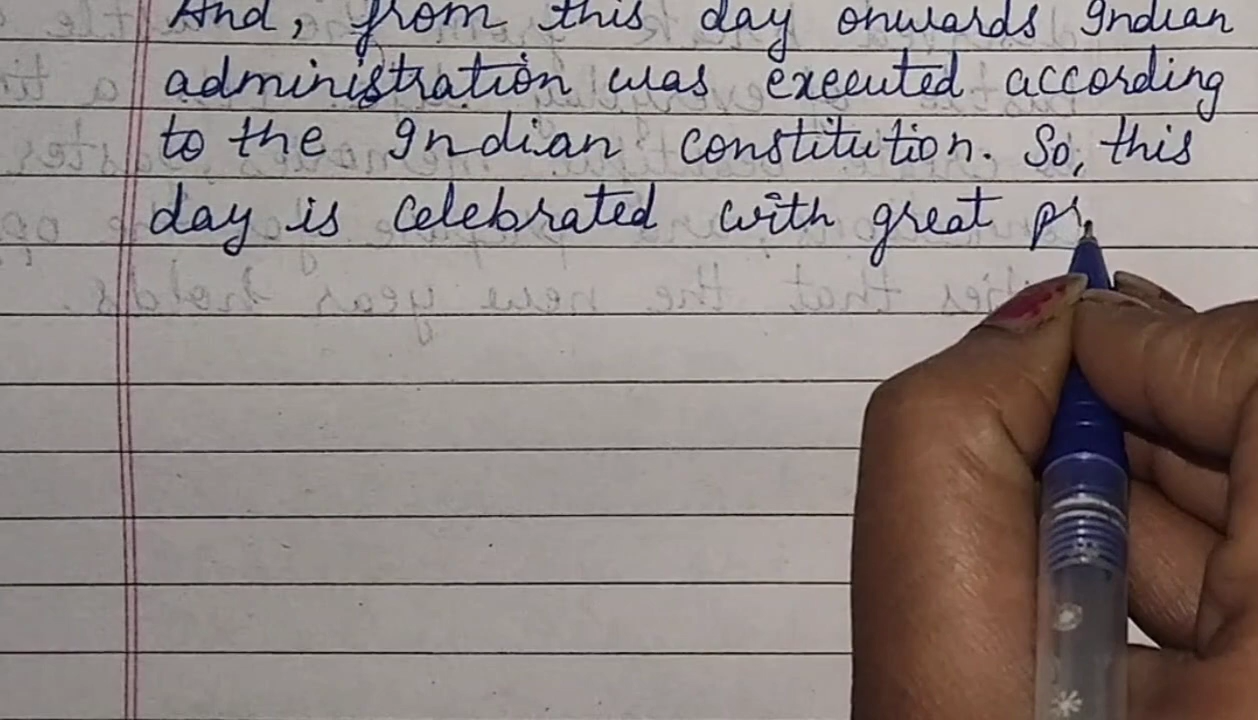 And, from this day onwards Indian
administration was executed according
to the Indian constitution. So, this
day is celebrated with great pr